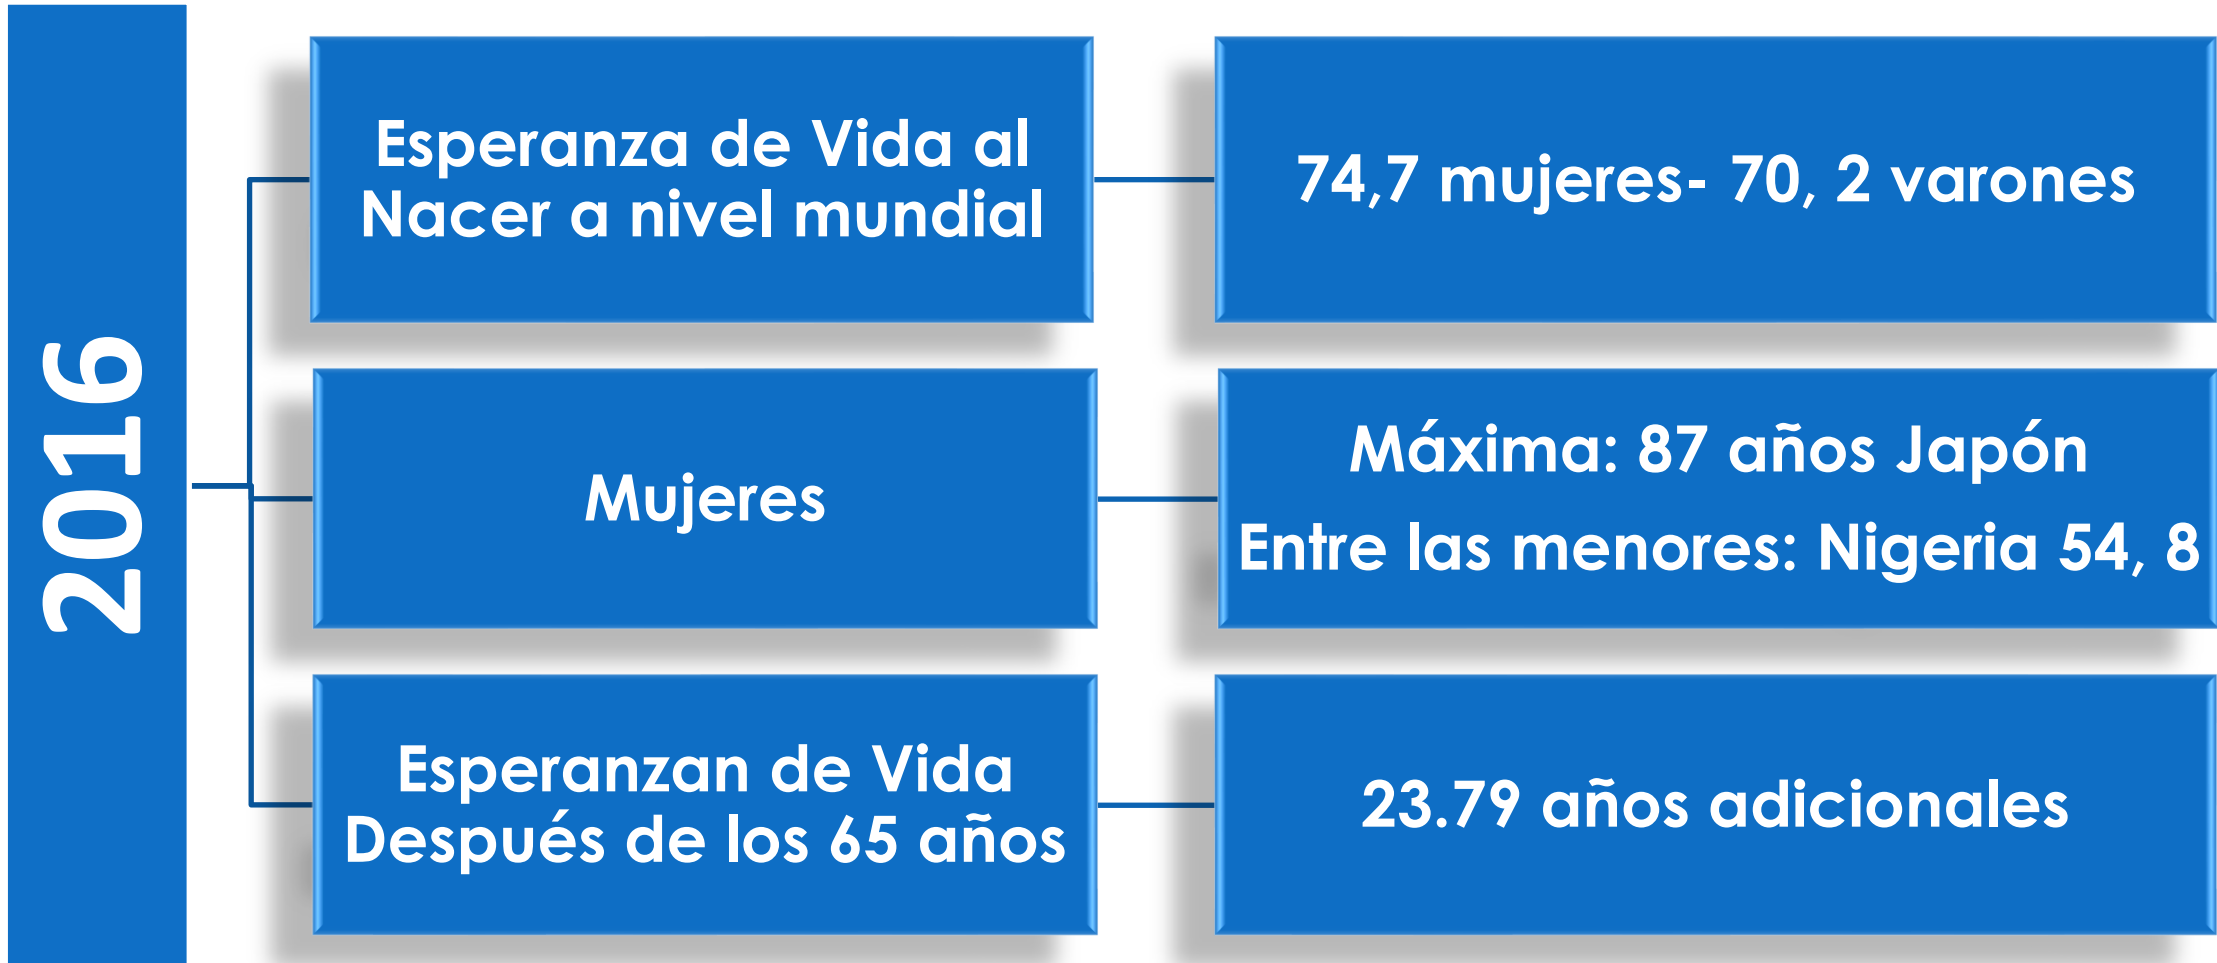 2016
Esperanza de Vida al
Nacer a nivel mundial
74,7 mujeres- 70, 2 varones
Mujeres
Máxima: 87 años Japón
Entre las menores: Nigeria 54, 8
Esperanzan de Vida
Después de los 65 años
23.79 años adicionales